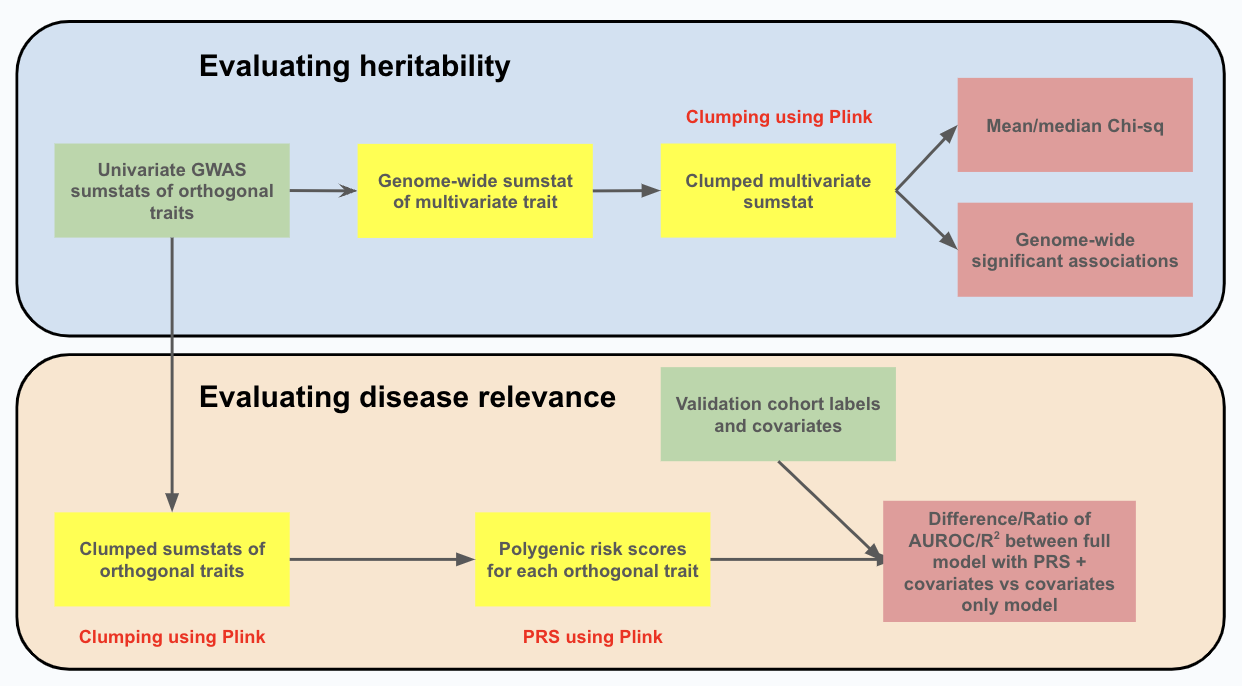 Evaluating heritability
Clumping using Plink
Univariate GWAS
sumstats of orthogonal
traits
Genome-wide sumstat
of multivariate trait
Clumped multivariate
sumstat
Mean/median Chi-sq
Genome-wide
significant associations
Evaluating disease relevance
Validation cohort labels
and covariates
Clumped sumstats of
orthogonal traits
Polygenic risk scores
for each orthogonal trait
Difference/Ratio of
AUROC/R² between full
model with PRS +
covariates vs covariates
only model
Clumping using Plink
PRS using Plink